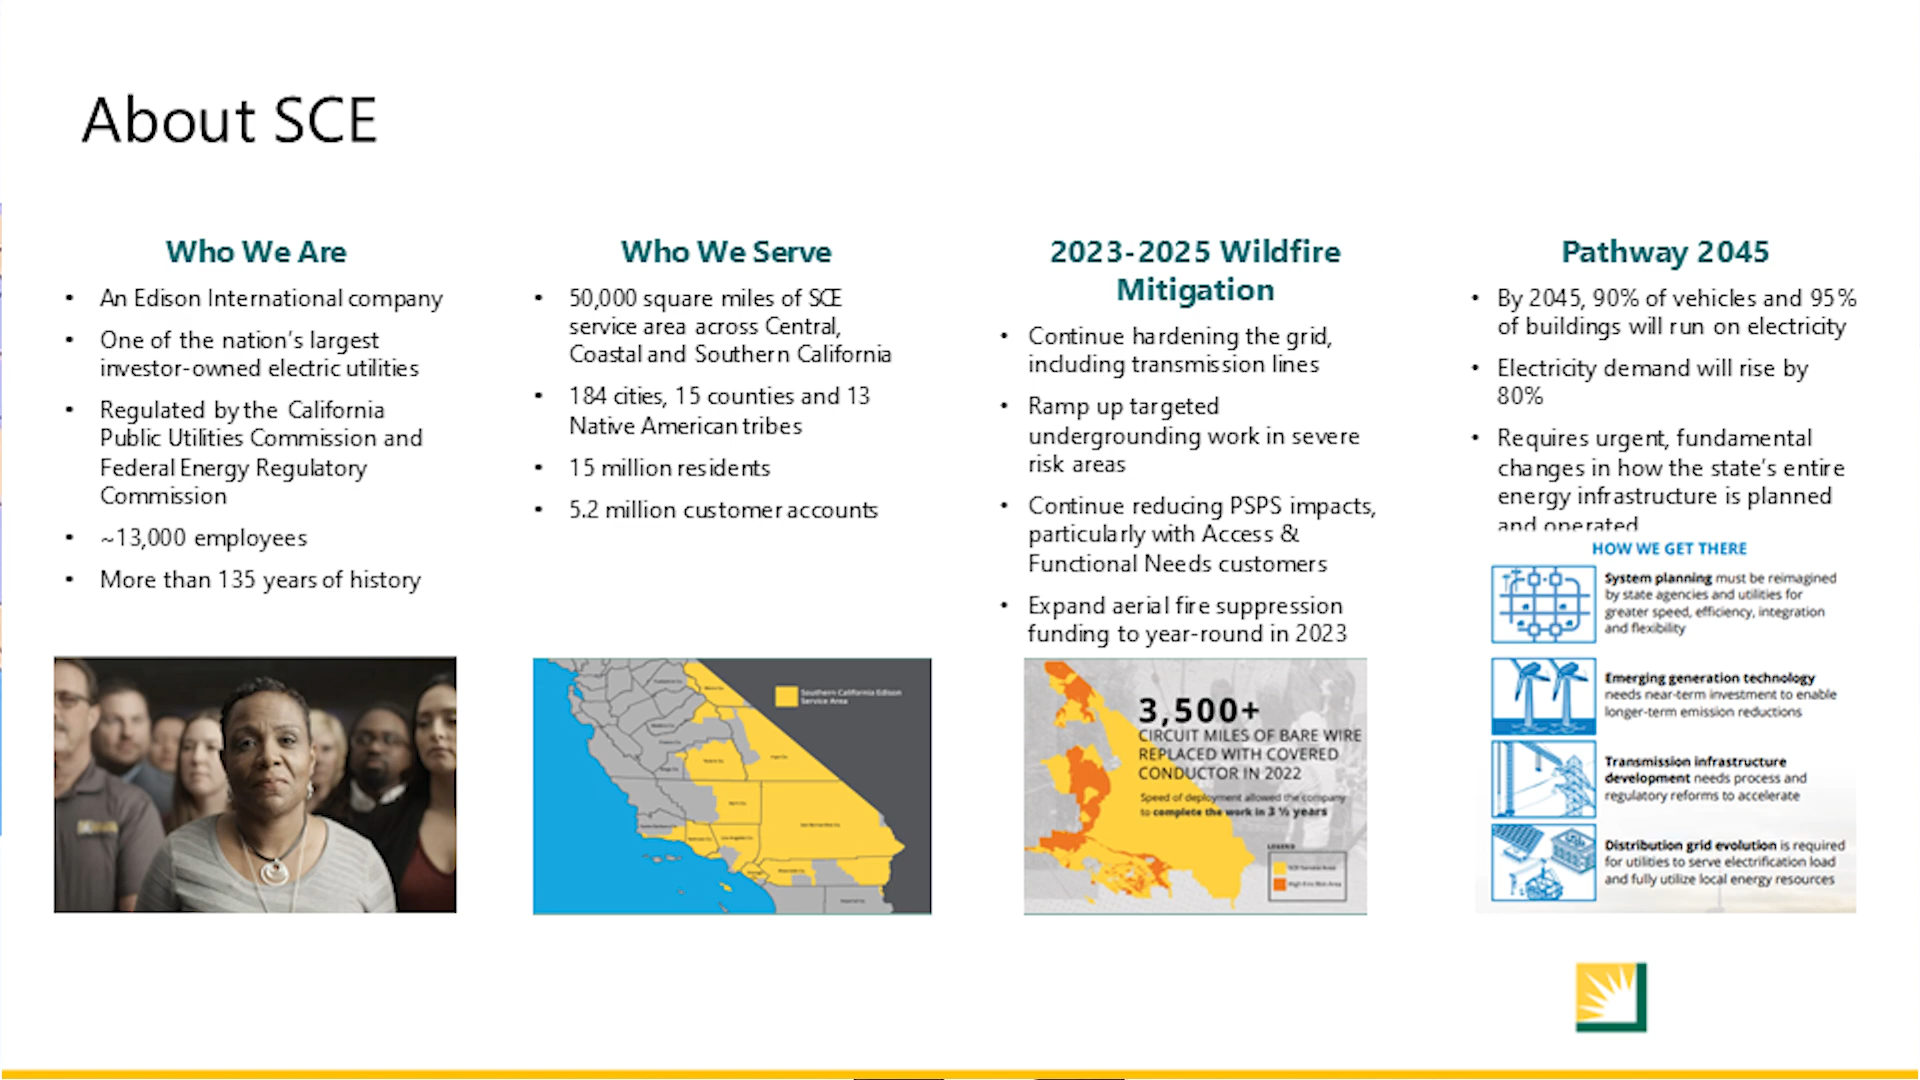 About SCE
Who We Are
• An Edison International company
• One of the nation's largest
investor-owned electric utilities
• Regulated by the California
Public Utilities Commission and
Federal Energy Regulatory
Commission
• ~13,000 employees
• More than 135 years of history
Who We Serve
• 50,000 square miles of SCE
service area across Central,
Coastal and Southern California
• 184 cities, 15 counties and 13
Native American tribes
• 15 million residents
• 5.2 million customer accounts
Southern California Edison
Service Area
2023-2025 Wildfire
Mitigation
• Continue hardening the grid,
including transmission lines
• Ramp up targeted
undergrounding work in severe
risk areas
• Continue reducing PSPS impacts,
particularly with Access &
Functional Needs customers
• Expand aerial fire suppression
funding to year-round in 2023
3,500+
CIRCUIT MILES OF BARE WIRE
REPLACED WITH COVERED
CONDUCTOR IN 2022
Speed of deployment allowed the company
to complete the work in 3 ½ years
LEGEND
SCE Service Area
High Fire Risk Area
Pathway 2045
• By 2045, 90% of vehicles and 95%
of buildings will run on electricity
• Electricity demand will rise by
80%
• Requires urgent, fundamental
changes in how the state's entire
energy infrastructure is planned
and operated
HOW WE GET THERE
System planning must be reimagined
by state agencies and utilities for
greater speed, efficiency, integration
and flexibility
Emerging generation technology
needs near-term investment to enable
longer-term emission reductions
Transmission infrastructure
development needs process and
regulatory reforms to accelerate
Distribution grid evolution is required
for utilities to serve electrification load
and fully utilize local energy resources